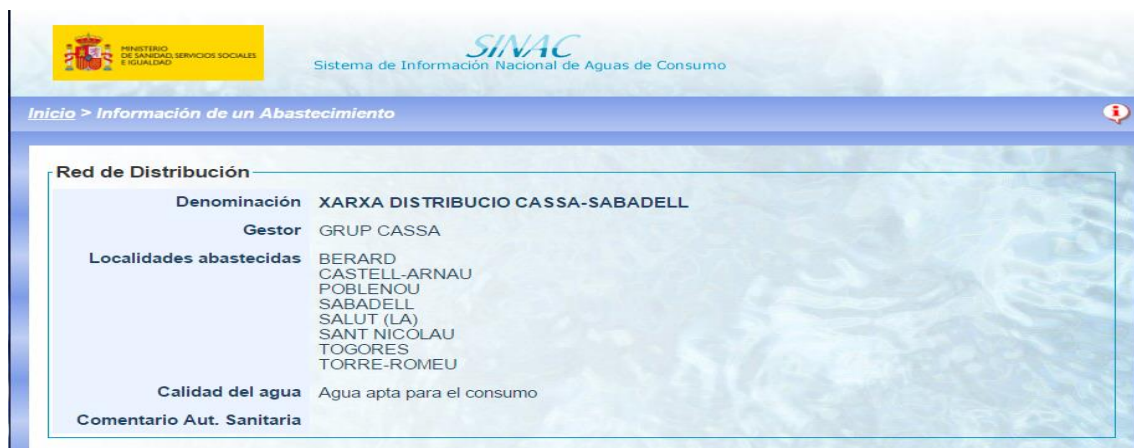 MINISTERIO
DE SANIDAD, SERVICIOS SOCIALES
E IGUALDAD
SINAC
Sistema de Información Nacional de Aguas de Consumo
Inicio > Información de un Abastecimiento
Red de Distribución
Denominación XARXA DISTRIBUCIO CASSA-SABADELL
Gestor GRUP CASSA
Localidades abastecidas BERARD
CASTELL-ARNAU
POBLENOU
SABADELL
SALUT (LA)
SANT NICOLAU
TOGORES
TORRE-ROMEU
Calidad del agua Agua apta para el consumo
Comentario Aut. Sanitaria